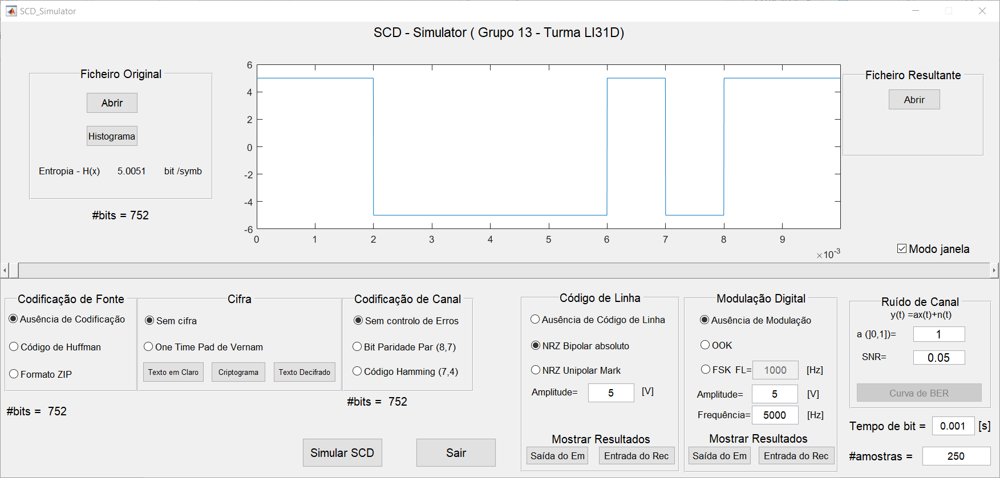 SCD_Simulator
SCD - Simulator ( Grupo 13 - Turma LI31D)
Ficheiro Original
Abrir
Histograma
Entropia - H(x) 5.0051 bit /symb
#bits = 752
6
4
2
0
-2
-4
-6
0 1 2 3 4 5 6 7 8 9
×10-3
Ficheiro Resultante
Abrir
Modo janela
Codificação de Fonte
Ausência de Codificação
Código de Huffman
Formato ZIP
#bits = 752
Cifra
Sem cifra
One Time Pad de Vernam
Texto em Claro Criptograma Texto Decifrado
Codificação de Canal
Sem controlo de Erros
Bit Paridade Par (8,7)
Código Hamming (7,4)
#bits = 752
Simular SCD Sair
Código de Linha
Ausência de Código de Linha
NRZ Bipolar absoluto
NRZ Unipolar Mark
Amplitude= 5 [V]
Mostrar Resultados
Saída do Em Entrada do Rec
Modulação Digital
Ausência de Modulação
OOK
FSK FL= 1000 [Hz]
Amplitude= 5 [V]
Frequência= 5000 [Hz]
Mostrar Resultados
Saída do Em Entrada do Rec
Ruído de Canal
y(t) =ax(t)+n(t)
a (]0,1])= 1
SNR= 0.05
Curva de BER
Tempo de bit = 0.001 [s]
#amostras = 250